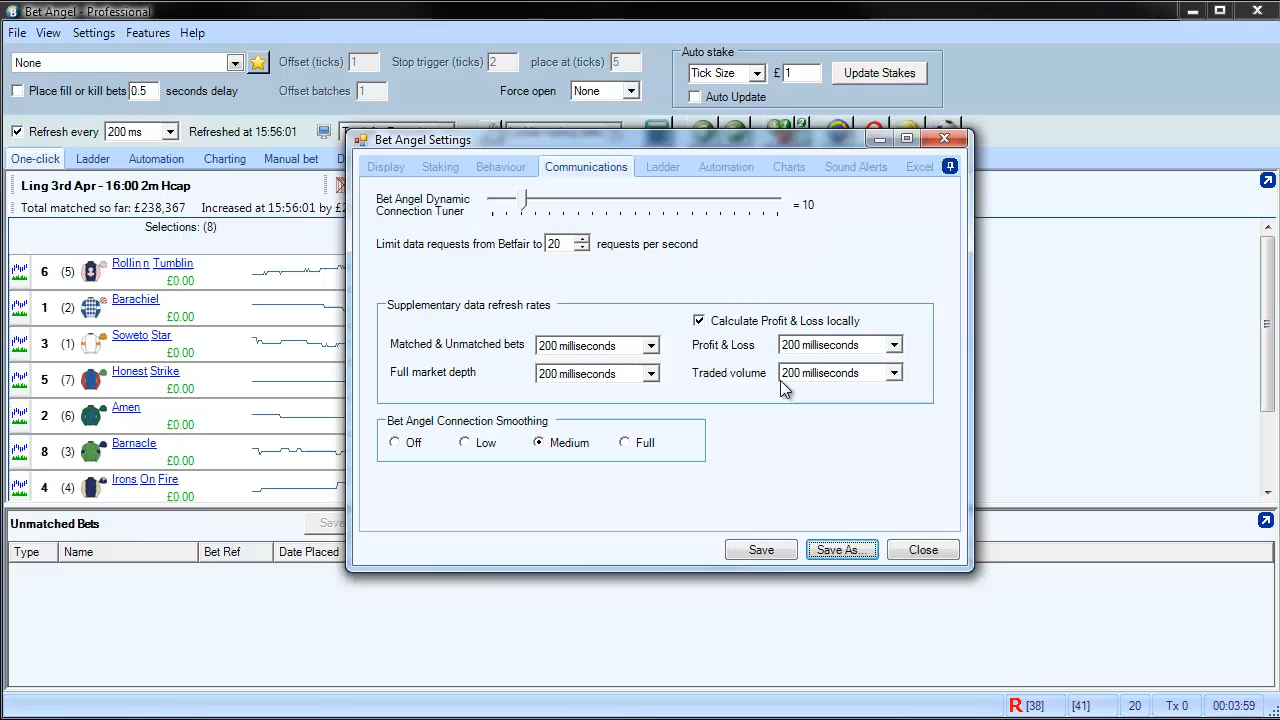 Bet Angel - Professional
File View Settings Features Help
None
Offset (ticks) 1 Stop trigger (ticks) 2 place at (ticks) 5
Auto stake
Tick Size £ 1 Update Stakes
Place fill or kill bets 0.5 seconds delay Offset batches 1 Force open None
Auto Update
Refresh every 200 ms Refreshed at 15:56:01
One-click Ladder Automation Charting Manual bet
Ling 3rd Apr - 16:00 2m Hcap
Total matched so far: £238,367 Increased at 15:56:01 by
Selections: (8)
6 (5) Rollin n Tumblin
£0.00
1 (2) Barachiel
£0.00
3 (1) Soweto Star
£0.00
5 (7) Honest Strike
£0.00
2 (6) Amen
£0.00
8 (3) Barnacle
£0.00
4 (4) Irons On Fire
£0.00
Unmatched Bets Save
Type Name Bet Ref Date Placed
Bet Angel Settings
Display Staking Behaviour Communications Ladder Automation Charts Sound Alerts Excel
Bet Angel Dynamic
Connection Tuner = 10
Limit data requests from Betfair to 20 requests per second
Supplementary data refresh rates
Calculate Profit & Loss locally
Matched & Unmatched bets 200 milliseconds Profit & Loss 200 milliseconds
Full market depth 200 milliseconds Traded volume 200 milliseconds
Bet Angel Connection Smoothing
Off Low Medium Full
Save Save As... Close
R [38] [41] 20 Tx 0 00:03:59